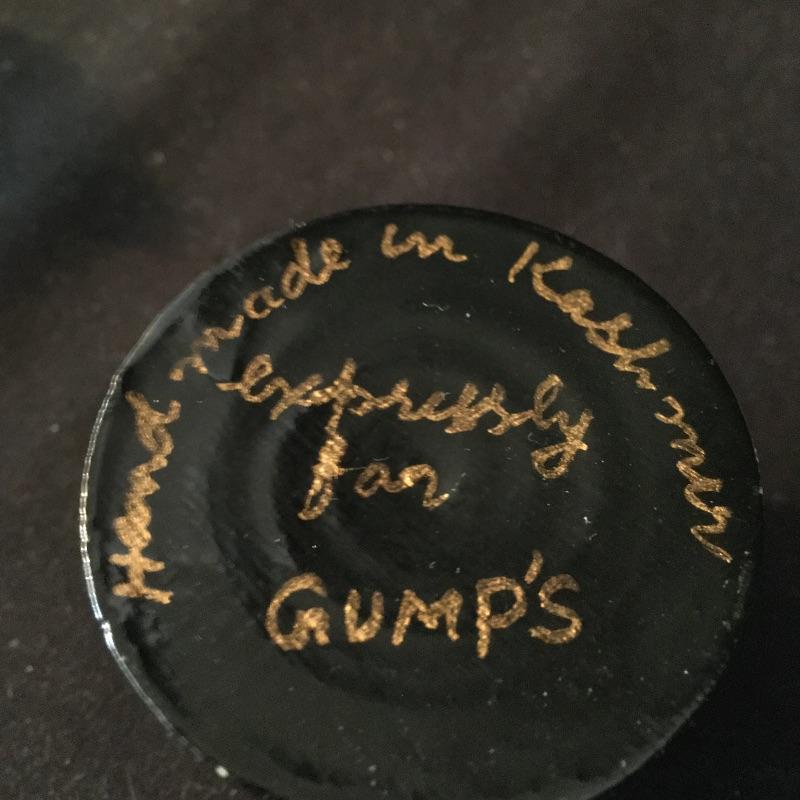 Hand made in Kashmir
expressly
for
GUMP'S